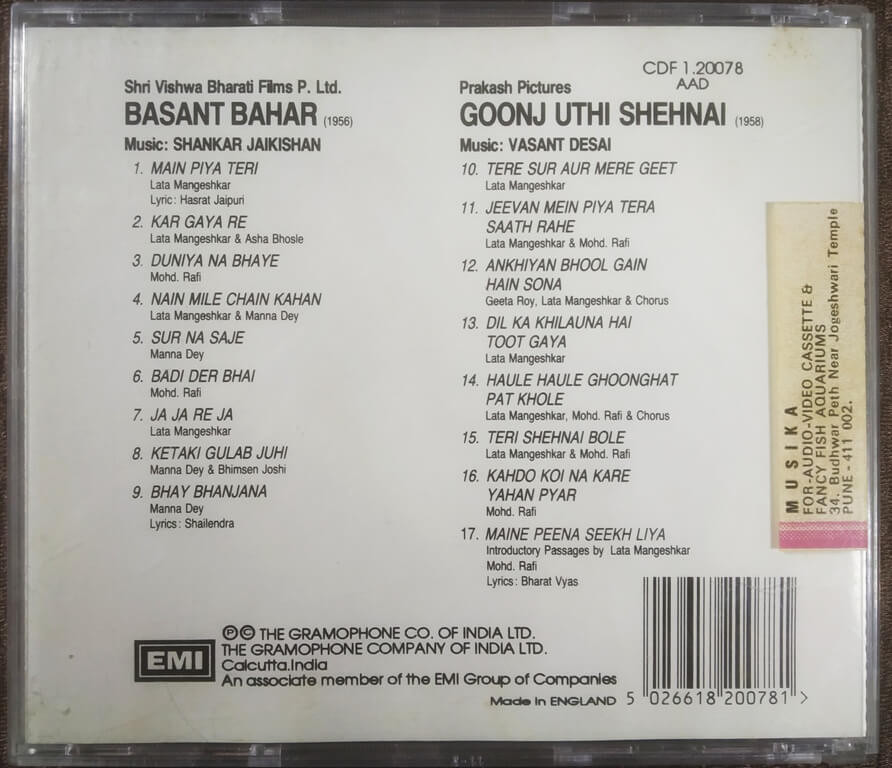 CDF 1.20078
AAD
Shri Vishwa Bharati Films P. Ltd.
BASANT BAHAR (1956)
Music: SHANKAR JAIKISHAN
1. MAIN PIYA TERI
Lata Mangeshkar
Lyric: Hasrat Jaipuri
2. KAR GAYA RE
Lata Mangeshkar & Asha Bhosle
3. DUNIYA NA BHAYE
Mohd. Rafi
4. NAIN MILE CHAIN KAHAN
Lata Mangeshkar & Manna Dey
5. SUR NA SAJE
Manna Dey
6. BADI DER BHAI
Mohd. Rafi
7. JA JA RE JA
Lata Mangeshkar
8. KETAKI GULAB JUHI
Manna Dey & Bhimsen Joshi
9. BHAY BHANJANA
Manna Dey
Lyrics: Shailendra
Prakash Pictures
GOONJ UTHI SHEHNAI (1958)
Music: VASANT DESAI
10. TERE SUR AUR MERE GEET
Lata Mangeshkar
11. JEEVAN MEIN PIYA TERA
SAATH RAHE
Lata Mangeshkar & Mohd. Rafi
12. ANKHIYAN BHOOL GAIN
HAIN SONA
Geeta Roy, Lata Mangeshkar & Chorus
13. DIL KA KHILAUNA HAI
TOOT GAYA
Lata Mangeshkar
14. HAULE HAULE GHOONGHAT
PAT KHOLE
Lata Mangeshkar, Mohd. Rafi & Chorus
15. TERI SHEHNAI BOLE
Lata Mangeshkar & Mohd. Rafi
16. KAHDO KOI NA KARE
YAHAN PYAR
Mohd. Rafi
17. MAINE PEENA SEEKH LIYA
Introductory Passages by Lata Mangeshkar
Mohd. Rafi
Lyrics: Bharat Vyas
MUSIKA
FOR-AUDIO-VIDEO CASSETTE &
FANCY FISH AQUARIUMS
34. Budhwar Peth Near Jogeshwari Temple
PUNE-411 002.
EMI
℗© THE GRAMOPHONE CO. OF INDIA LTD.
THE GRAMOPHONE COMPANY OF INDIA LTD.
Calcutta.India
An associate member of the EMI Group of Companies
Made in ENGLAND
5 026618 200781 >